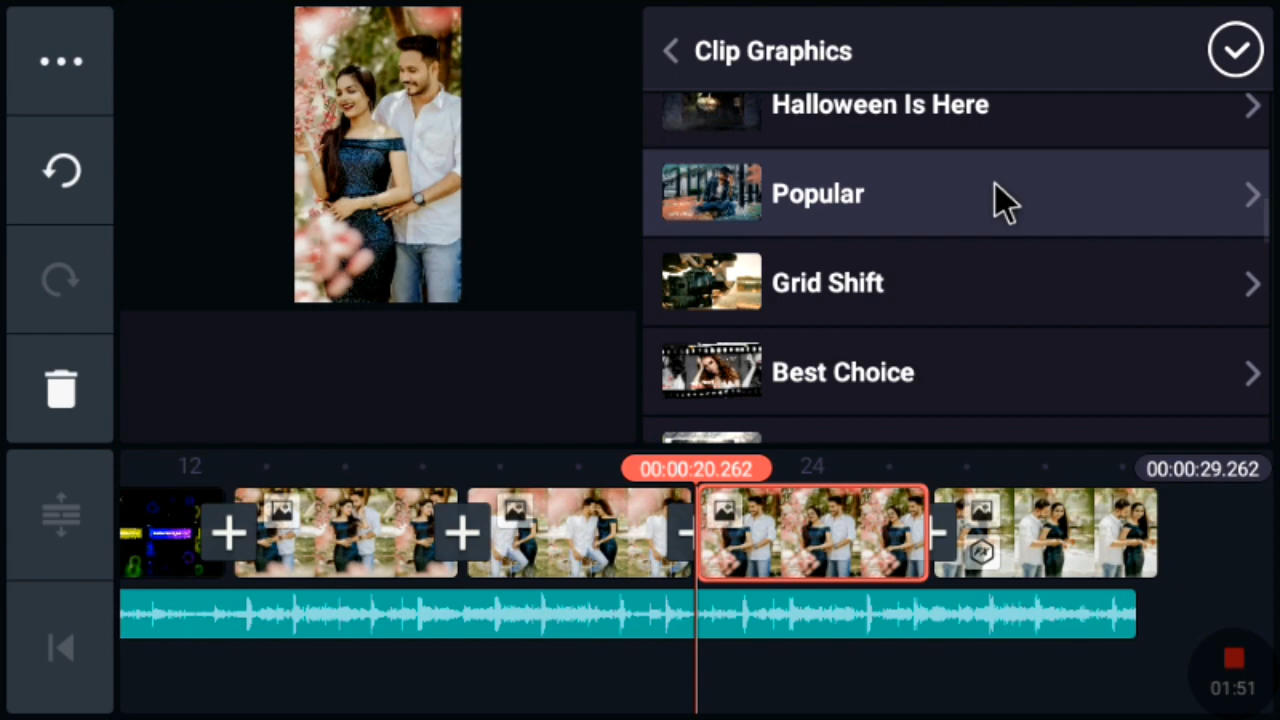 Clip Graphics
Halloween Is Here
Popular
Grid Shift
Best Choice
12
00:00:20.262
24
00:00:29.262
FX
01:51